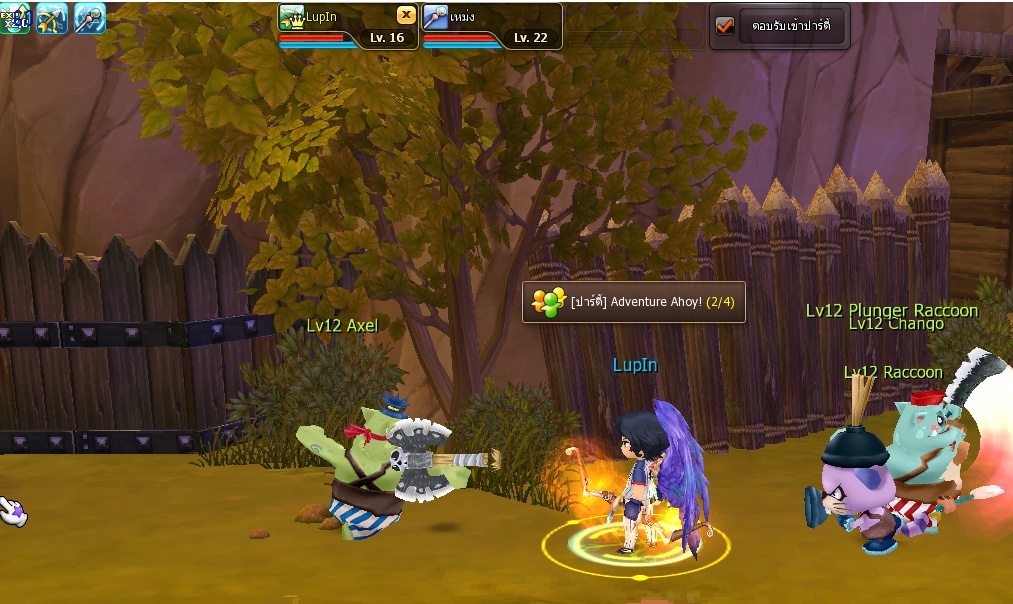 EXP
x20
LupIn
Lv. 16
เหม่ง
Lv. 22
ตอบรับเข้าปาร์ตี้
[ปาร์ตี้] Adventure Ahoy! (2/4)
Lv12 Axel
LupIn
Lv12 Plunger Raccoon
Lv12 Chango
Lv12 Raccoon